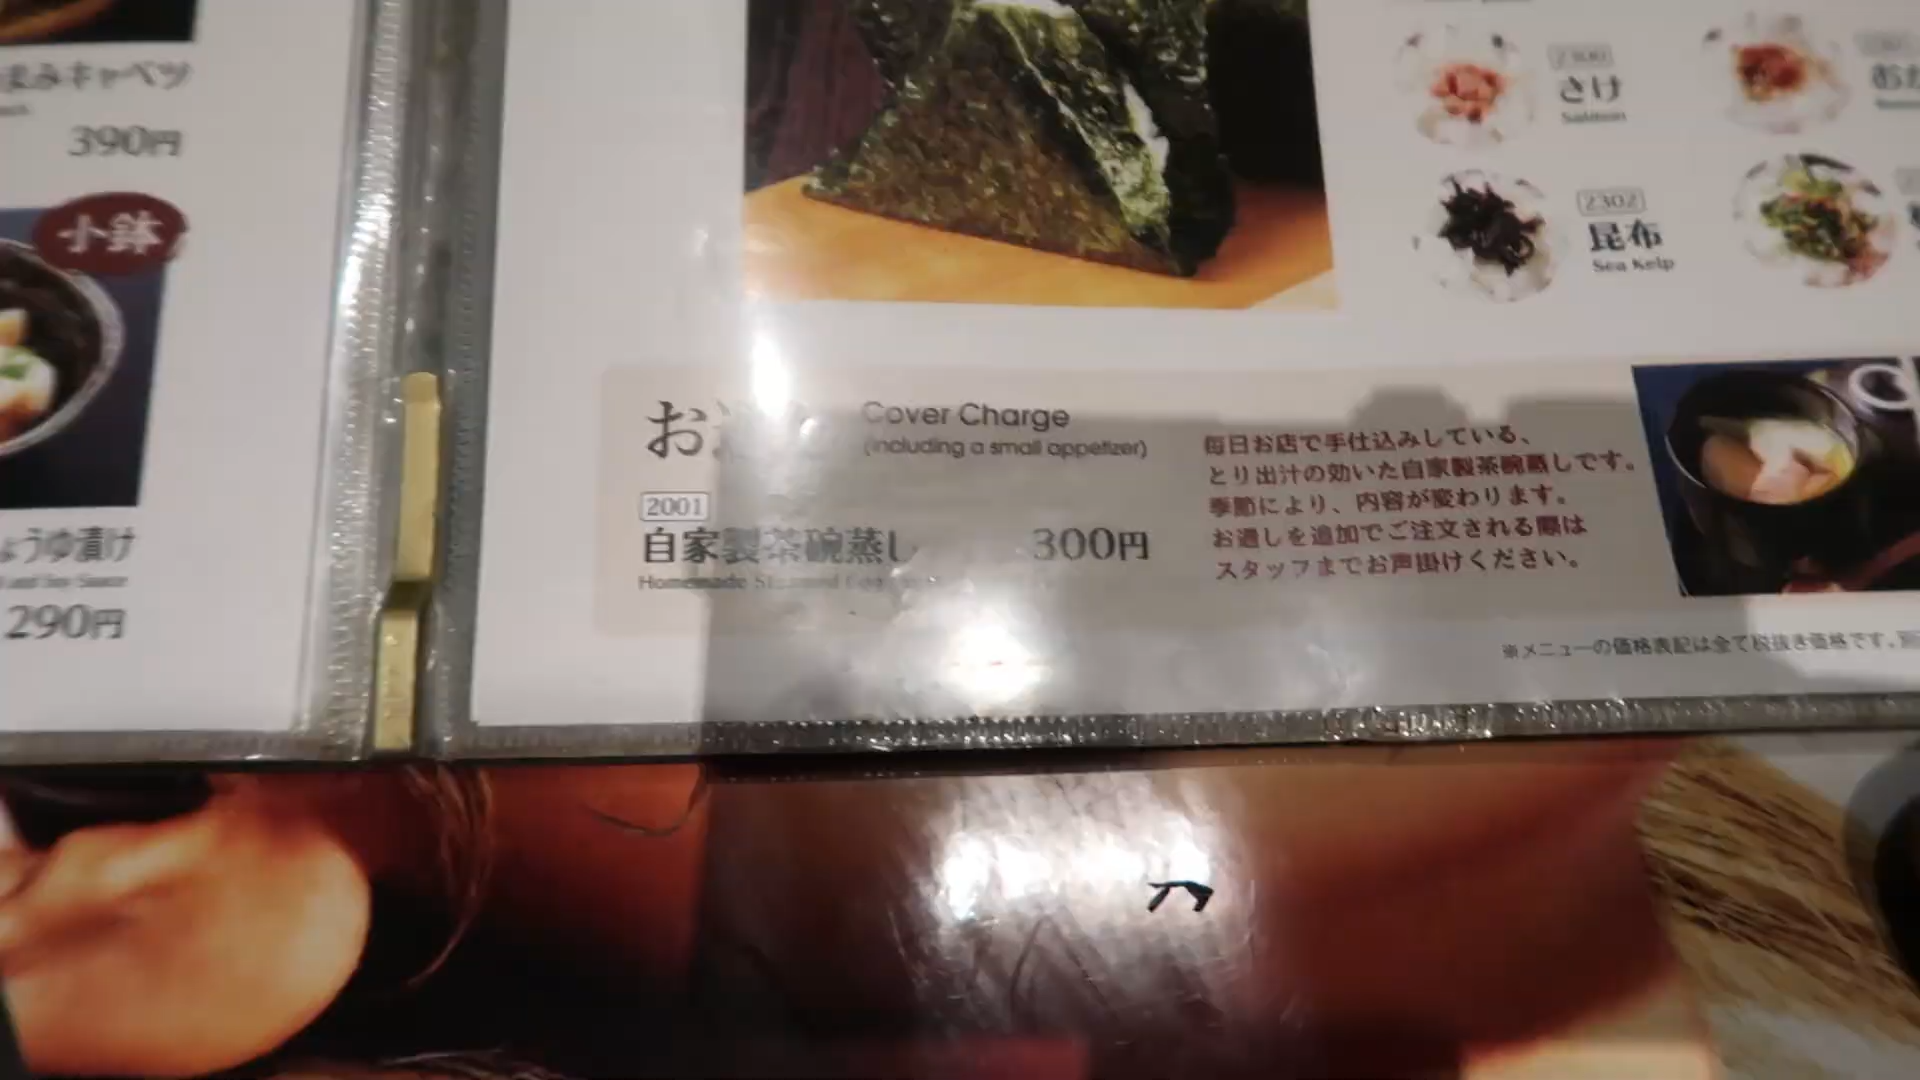 まみキャベツ
390円
小鉢
ょうゆ漬け
290円
さけ
Salmon
2302
昆布
Sea Kelp
Cover Charge
(including a small appetizer)
2001
自家製茶碗蒸し
300円
Homemade Steamed Egg
毎日お店で手仕込みしている、
とり出汁の効いた自家製茶碗蒸しです。
季節により、内容が変わります。
お通しを追加でご注文される際は
スタッフまでお声掛けください。
※メニューの価格表記は全て税抜き価格です。